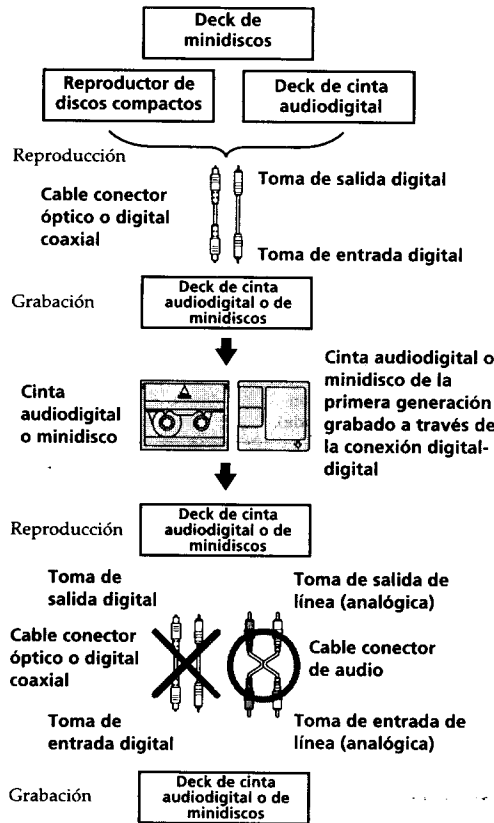 Deck de
minidiscos
Reproductor de
discos compactos
Deck de cinta
audiodigital
Reproducción
Cable conector
óptico o digital
coaxial
Toma de salida digital
Toma de entrada digital
Grabación
Deck de cinta
audiodigital o de
minidiscos
Cinta
audiodigital
o minidisco
Cinta audiodigital o
minidisco de la
primera generación
grabado a través de
la conexión digital-
digital
Reproducción
Deck de cinta
audiodigital o de
minidiscos
Toma de
salida digital
Toma de salida de
línea (analógica)
Cable conector
óptico o digital
coaxial
Cable conector
de audio
Toma de
entrada digital
Toma de entrada de
línea (analógica)
Grabación
Deck de cinta
audiodigital o de
minidiscos